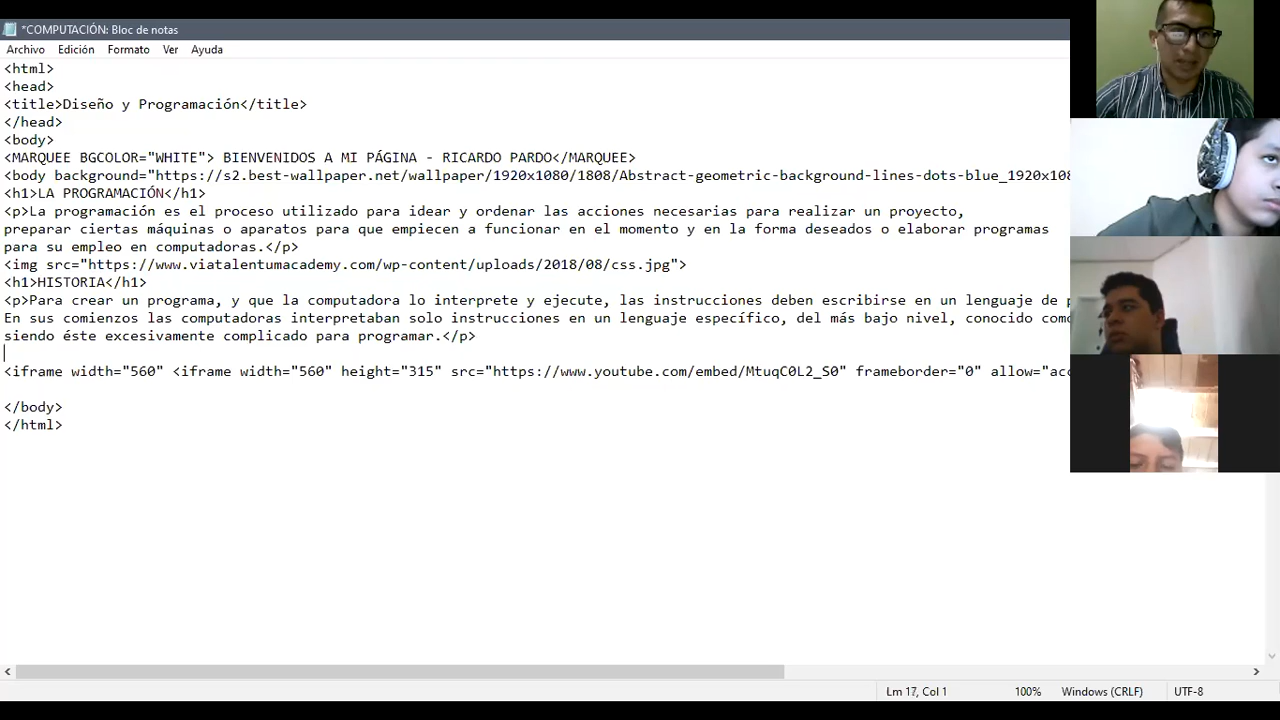 *COMPUTACIÓN: Bloc de notas
Archivo Edición Formato Ver Ayuda
<html>
<head>
<title>Diseño y Programación</title>
</head>
<body>
<MARQUEE BGCOLOR="WHITE"> BIENVENIDOS A MI PÁGINA - RICARDO PARDO</MARQUEE>
<body background="https://s2.best-wallpaper.net/wallpaper/1920x1080/1808/Abstract-geometric-background-lines-dots-blue_1920x108
<h1>LA PROGRAMACIÓN</h1>
<p>La programación es el proceso utilizado para idear y ordenar las acciones necesarias para realizar un proyecto,
preparar ciertas máquinas o aparatos para que empiecen a funcionar en el momento y en la forma deseados o elaborar programas
para su empleo en computadoras.</p>
<img src="https://www.viatalentumacademy.com/wp-content/uploads/2018/08/css.jpg">
<h1>HISTORIA</h1>
<p>Para crear un programa, y que la computadora lo interprete y ejecute, las instrucciones deben escribirse en un lenguaje de p
En sus comienzos las computadoras interpretaban solo instrucciones en un lenguaje específico, del más bajo nivel, conocido como
siendo éste excesivamente complicado para programar.</p>
<iframe width="560" <iframe width="560" height="315" src="https://www.youtube.com/embed/MtuqC0L2_S0" frameborder="0" allow="acc
</body>
</html>
Lm 17, Col 1 100% Windows (CRLF) UTF-8